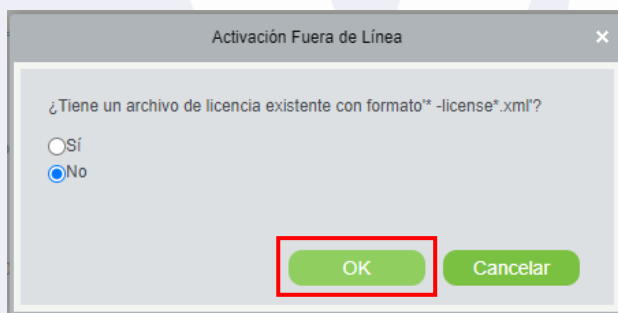 Activación Fuera de Línea
¿Tiene un archivo de licencia existente con formato'* -license*.xml'?
Sí
No
OK
Cancelar